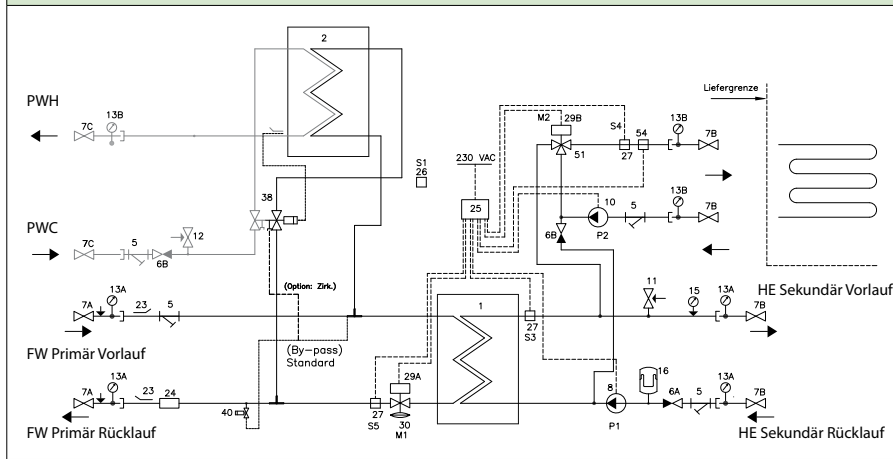 2
PWH
7C
13B
PWC
7C
5
6B
12
38
S1
26
230 VAC
25
M2
29B
51
S4
27
54
13B
7B
Liefergrenze
10
P2
5
13B
7B
6B
(Option: Zirk.)
(By-pass)
Standard
7A
13A
23
5
FW Primär Vorlauf
1
27
S3
11
15
13A
7B
HE Sekundär Vorlauf
7A
13A
23
24
FW Primär Rücklauf
40
27
S5
29A
30
M1
8
P1
16
6A
5
13A
7B
HE Sekundär Rücklauf